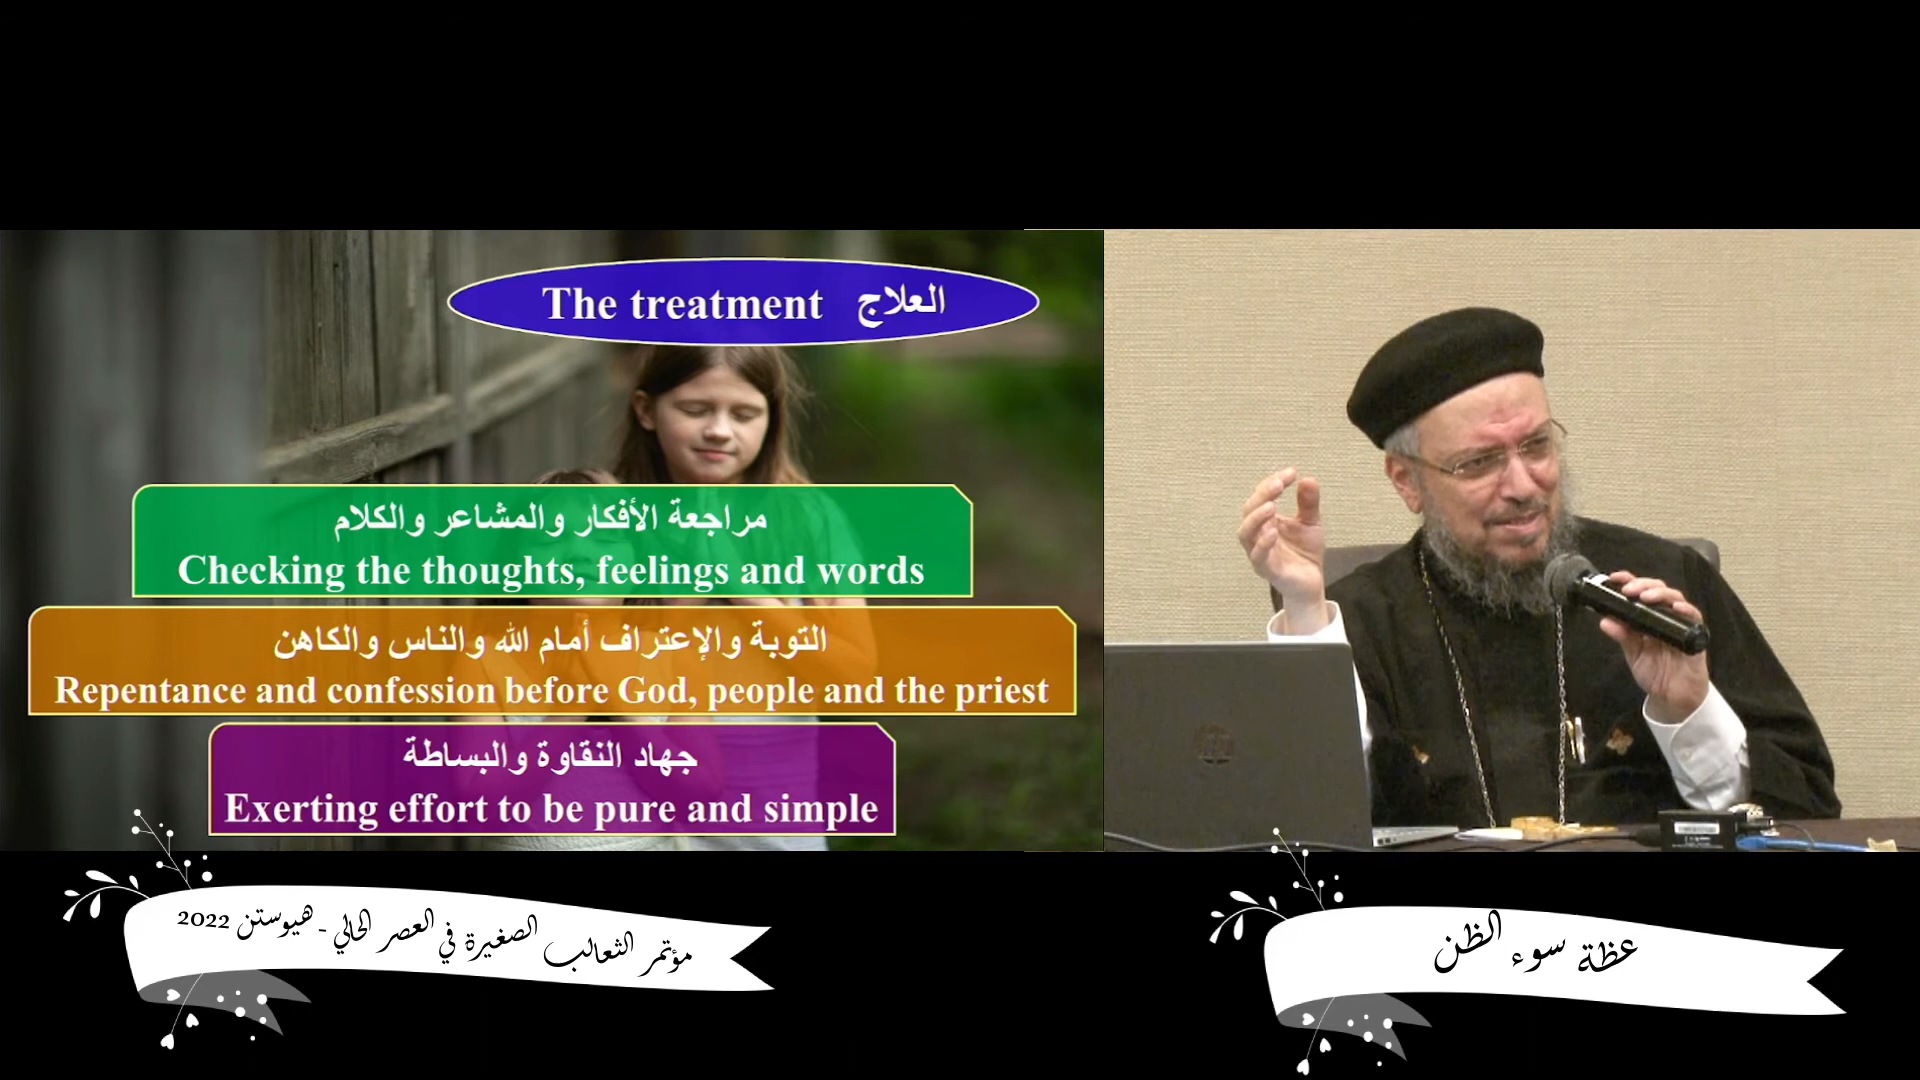 The treatment العلاج
مراجعة الأفكار والمشاعر والكلام
Checking the thoughts, feelings and words
التوبة والإعتراف أمام الله والناس والكاهن
Repentance and confession before God, people and the priest
جهاد النقاوة والبساطة
Exerting effort to be pure and simple
مؤتمر الثعالب الصغيرة في العصر الحالي - هيوستن 2022
عظة سوء الظن